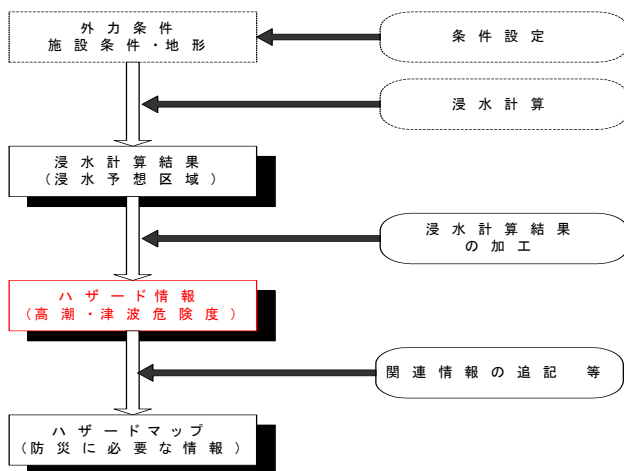 外力条件
施設条件・地形
条件設定
浸水計算
浸水計算結果
(浸水予想区域)
浸水計算結果
の加工
ハザード情報
(高潮・津波危険度)
関連情報の追記 等
ハザードマップ
(防災に必要な情報)